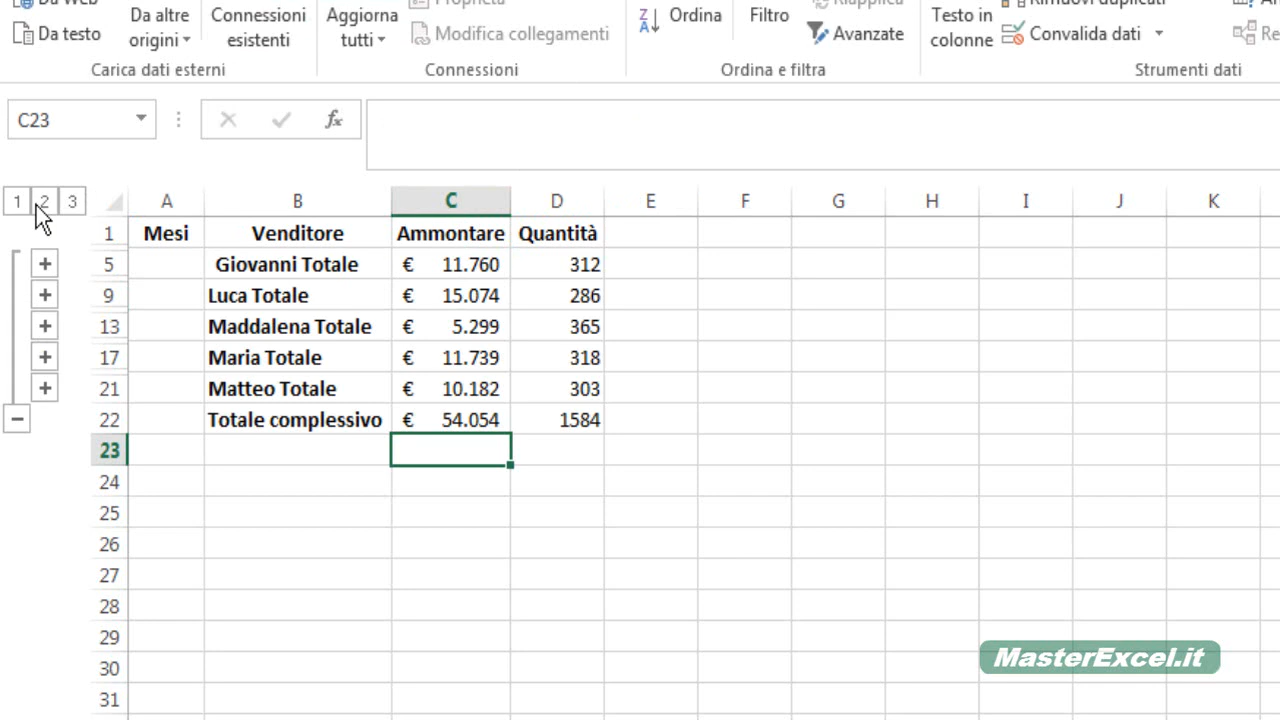 Da Web
Da testo
Da altre
origini
Connessioni
esistenti
Aggiorna
tutti
Proprietà
Modifica collegamenti
Ordina
Filtro
Riapplica
Avanzate
Testo in
colonne
Rimuovi duplicati
Convalida dati
Re
Carica dati esterni
Connessioni
Ordina e filtra
Strumenti dati
C23
fx
1 2 3
A B C D E F G H I J K
1 Mesi Venditore Ammontare Quantità
5 Giovanni Totale € 11.760 312
9 Luca Totale € 15.074 286
13 Maddalena Totale € 5.299 365
17 Maria Totale € 11.739 318
21 Matteo Totale € 10.182 303
22 Totale complessivo € 54.054 1584
23
24
25
26
27
28
29
30
31
MasterExcel.it